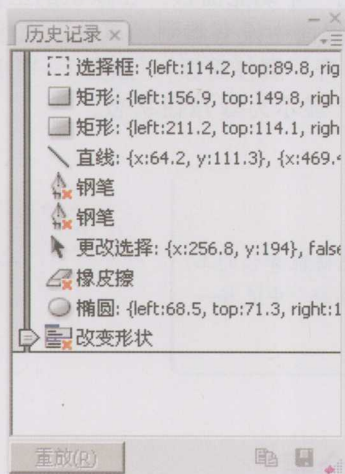 历史记录 ×
选择框: {left:114.2, top:89.8, rig
矩形: {left:156.9, top:149.8, righ
矩形: {left:211.2, top:114.1, righ
直线: {x:64.2, y:111.3}, {x:469.
钢笔
钢笔
更改选择: {x:256.8, y:194}, false
橡皮擦
椭圆: {left:68.5, top:71.3, right:1
改变形状
重放(R)